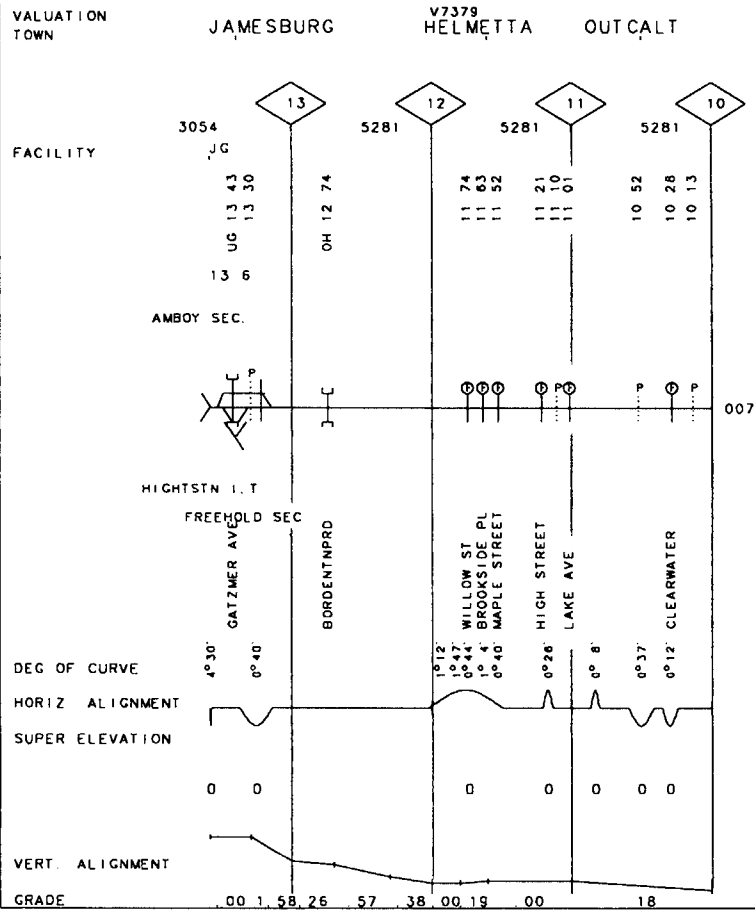 VALUATION V7379
TOWN JAMESBURG HELMETTA OUTCALT
13 12 11 10
3054 5281 5281 5281
FACILITY JG
UG 13 43
13 30
OH 12 74
11 74
11 63
11 52
11 21
11 10
11 01
10 52
10 28
10 13
13 6
AMBOY SEC.
P P P P
007
HIGHTSTN I.T
FREEHOLD SEC
GATZMER AVE
BORDENTNPRD
WILLOW ST
BROOKSIDE PL
MAPLE STREET
HIGH STREET
LAKE AVE
CLEARWATER
DEG OF CURVE 4°30' 0°40' 1°12' 1°47' 0°44' 1° 4' 0°40' 0°26' 0° 8' 0°37' 0°12'
HORIZ ALIGNMENT
SUPER ELEVATION
0 0 0 0 0 0 0
VERT. ALIGNMENT
GRADE .00 1.58 .26 .57 .38 .00 .19 .00 .18